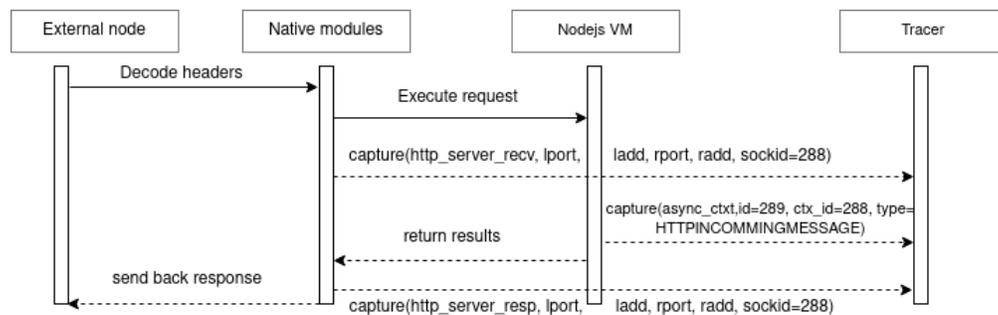 External node
Native modules
Nodejs VM
Tracer
Decode headers
Execute request
capture(http_server_recv, lport, ladd, rport, radd, sockid=288)
capture(async_ctxt,id=289, ctx_id=288, type=
HTTPINCOMMINGMESSAGE)
return results
send back response
capture(http_server_resp, lport, ladd, rport, radd, sockid=288)